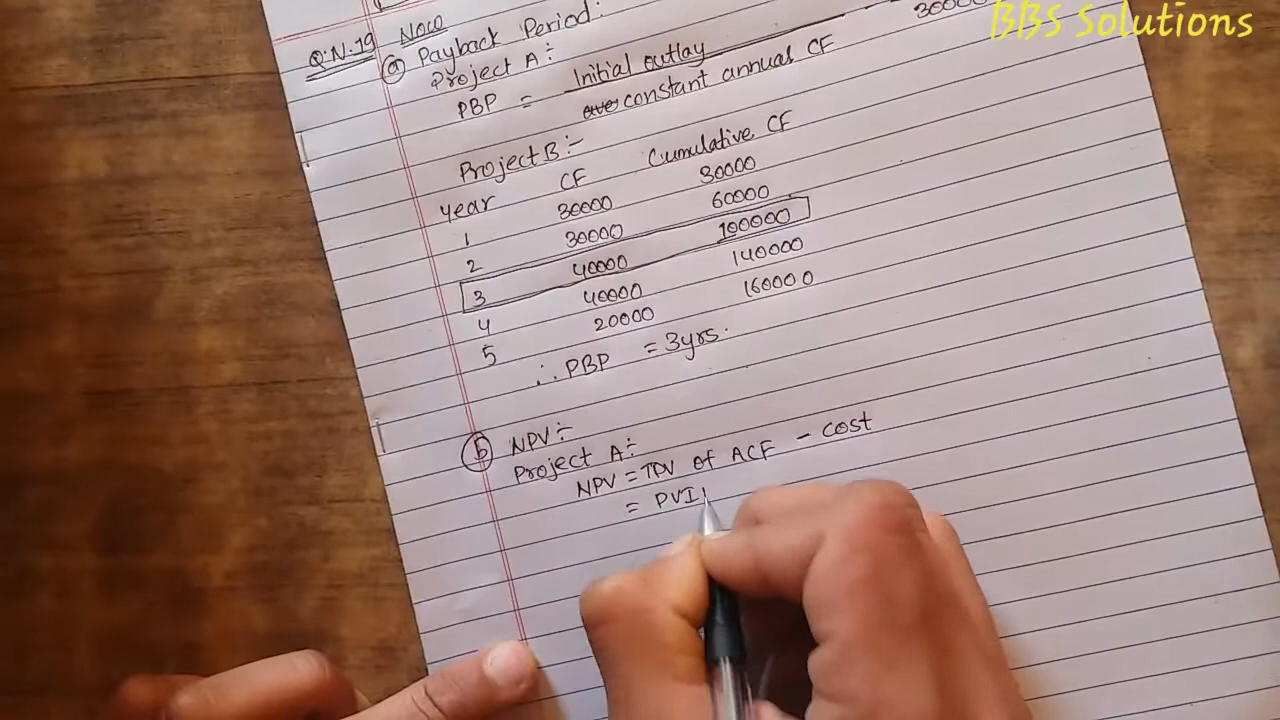 BBS Solutions
Q.N-19 Now
(a) Payback Period:
Project A:-
PBP = Initial outlay
constant annual CF
30000
Project B:-
year CF Cumulative CF
1 30000 30000
2 30000 60000
3 40000 100000
4 40000 140000
5 20000 160000
∴ PBP = 3yrs.
(b) NPV:-
Project A:-
NPV = TPV of ACF - cost
= PVI